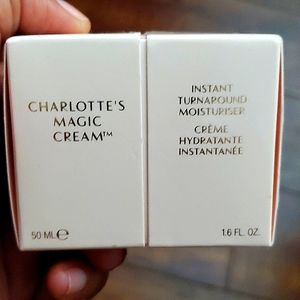 CHARLOTTE'S
MAGIC
CREAM™
50 ML℮
INSTANT
TURNAROUND
MOISTURISER
CRÈME
HYDRATANTE
INSTANTANÉE
1.6 FL. OZ.